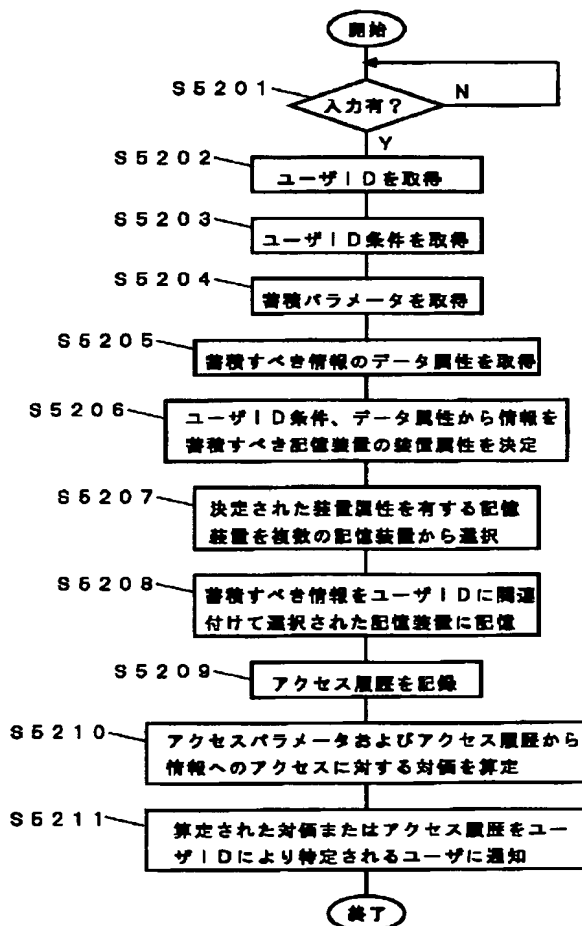 開始
S5201
入力有?
N
Y
S5202
ユーザIDを取得
S5203
ユーザID条件を取得
S5204
蓄積パラメータを取得
S5205
蓄積すべき情報のデータ属性を取得
S5206
ユーザID条件、データ属性から情報を
蓄積すべき記憶装置の装置属性を決定
S5207
決定された装置属性を有する記憶
装置を複数の記憶装置から選択
S5208
蓄積すべき情報をユーザIDに関連
付けて選択された記憶装置に記憶
S5209
アクセス履歴を記録
S5210
アクセスパラメータおよびアクセス履歴から
情報へのアクセスに対する対価を算定
S5211
算定された対価またはアクセス履歴をユー
ザIDにより特定されるユーザに通知
終了